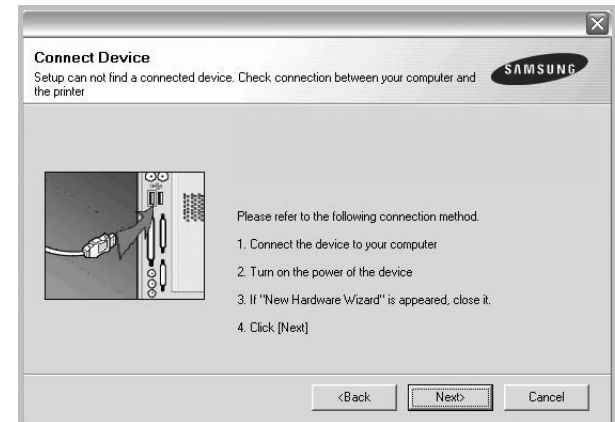 Connect Device
Setup can not find a connected device. Check connection between your computer and
the printer
SAMSUNG
Please refer to the following connection method.
1. Connect the device to your computer
2. Turn on the power of the device
3. If "New Hardware Wizard" is appeared, close it.
4. Click [Next]
<Back
Next>
Cancel